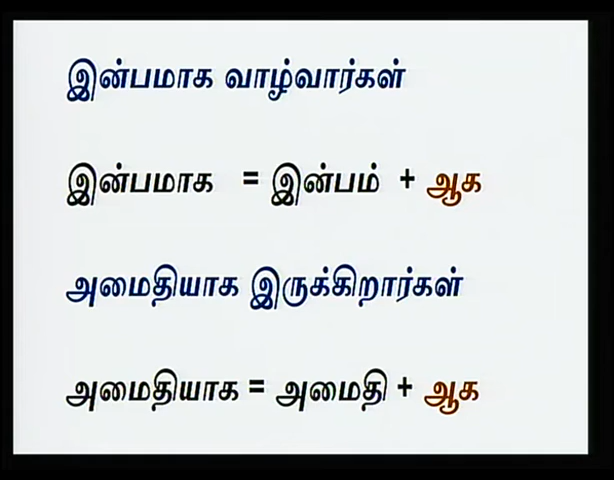 இன்பமாக வாழ்வார்கள்
இன்பமாக = இன்பம் + ஆக
அமைதியாக இருக்கிறார்கள்
அமைதியாக = அமைதி + ஆக